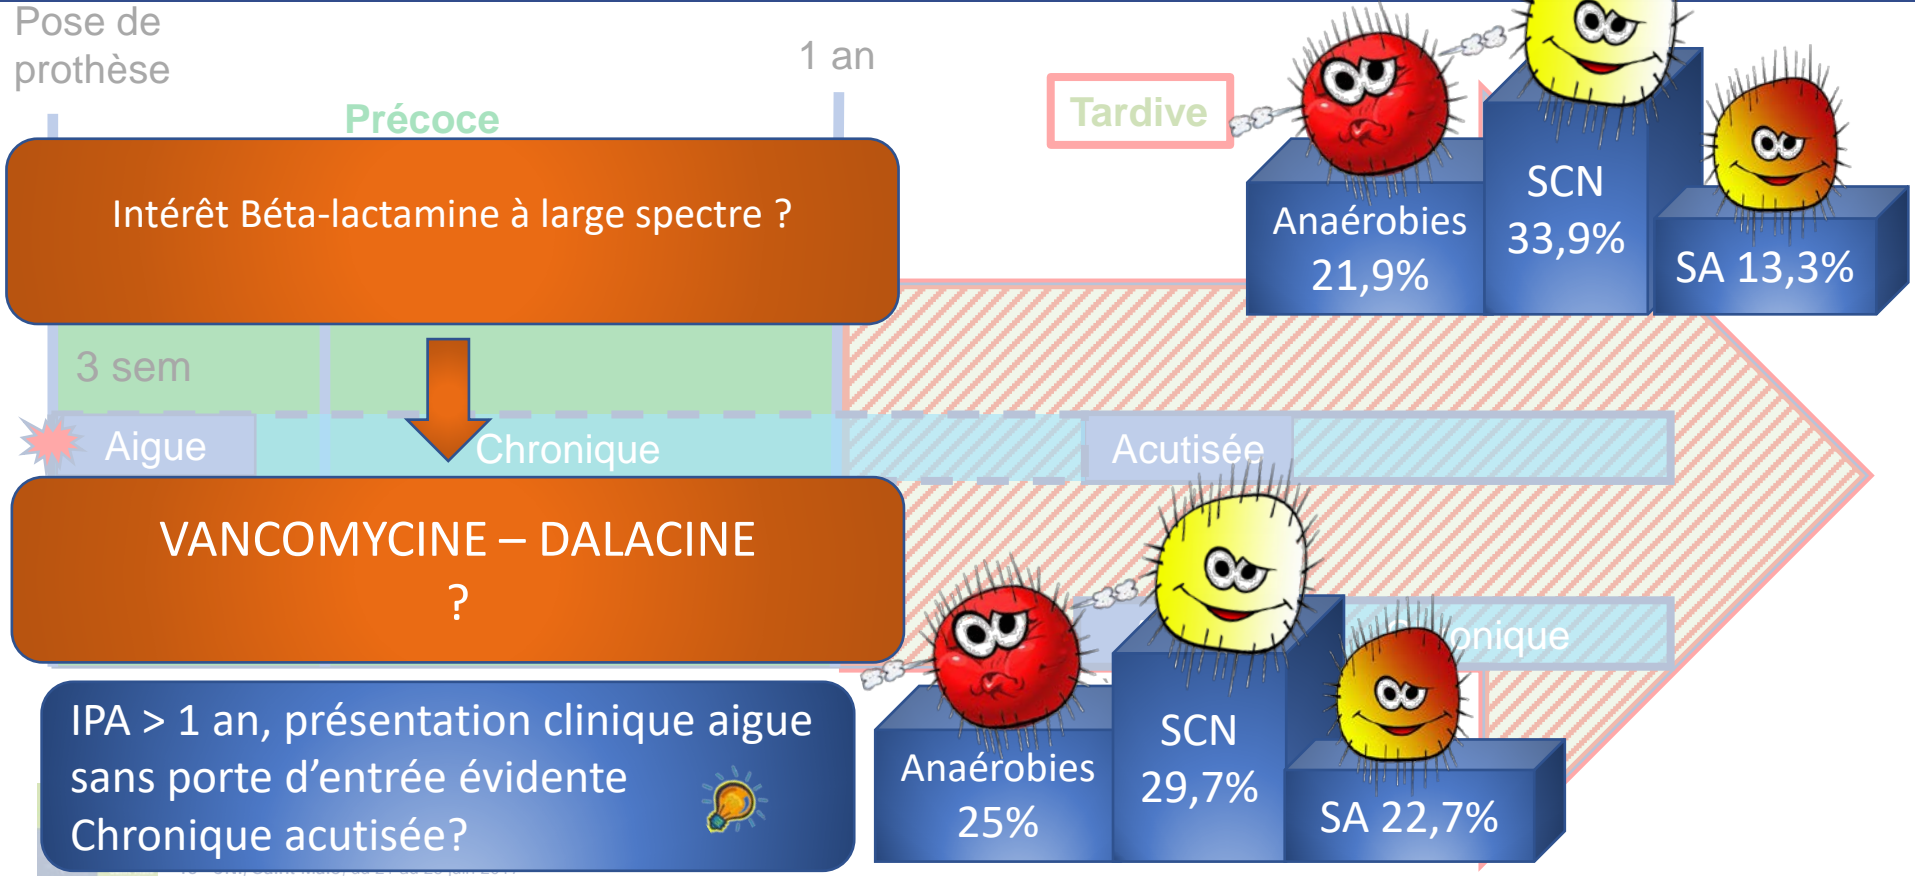 Pose de
prothèse
1 an
Précoce
Tardive
Intérêt Béta-lactamine à large spectre ?
Anaérobies
21,9%
SCN
33,9%
SA 13,3%
3 sem
Aigue
Chronique
Acutisée
VANCOMYCINE – DALACINE
?
IPA > 1 an, présentation clinique aigue
sans porte d'entrée évidente
Chronique acutisée?
Anaérobies
25%
SCN
29,7%
SA 22,7%